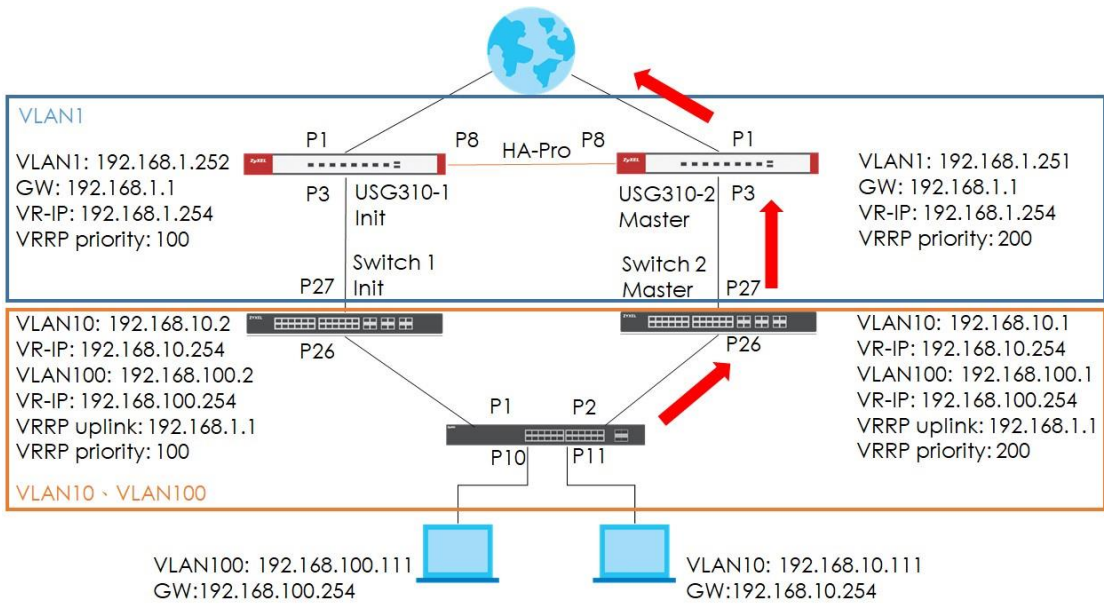 VLAN1
P1
P8
HA-Pro
P8
P1
ZyXEL
ZyXEL
VLAN1: 192.168.1.252
GW: 192.168.1.1
VR-IP: 192.168.1.254
VRRP priority: 100
P3
USG310-1
Init
USG310-2
Master
P3
VLAN1: 192.168.1.251
GW: 192.168.1.1
VR-IP: 192.168.1.254
VRRP priority: 200
Switch 1
Init
P27
Switch 2
Master
P27
ZYXEL
ZYXEL
VLAN10: 192.168.10.2
VR-IP: 192.168.10.254
VLAN100: 192.168.100.2
VR-IP: 192.168.100.254
VRRP uplink: 192.168.1.1
VRRP priority: 100
P26
P26
VLAN10: 192.168.10.1
VR-IP: 192.168.10.254
VLAN100: 192.168.100.1
VR-IP: 192.168.100.254
VRRP uplink: 192.168.1.1
VRRP priority: 200
P1
P2
P10
P11
VLAN10、VLAN100
VLAN100: 192.168.100.111
GW:192.168.100.254
VLAN10: 192.168.10.111
GW:192.168.10.254